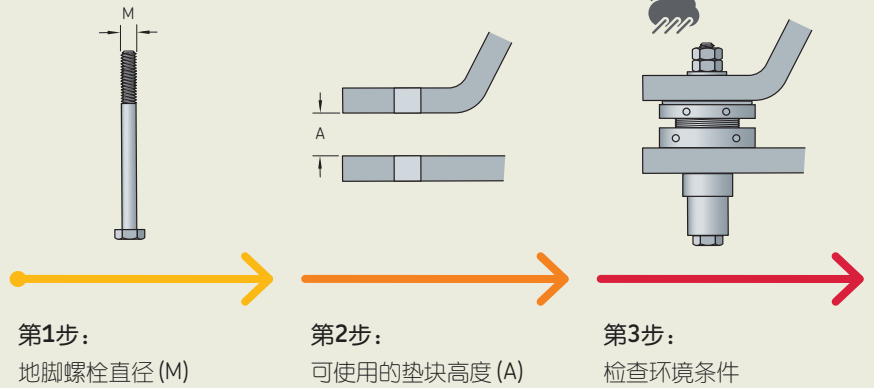 M
A
第1步：
地脚螺栓直径 (M)
第2步：
可使用的垫块高度 (A)
第3步：
检查环境条件